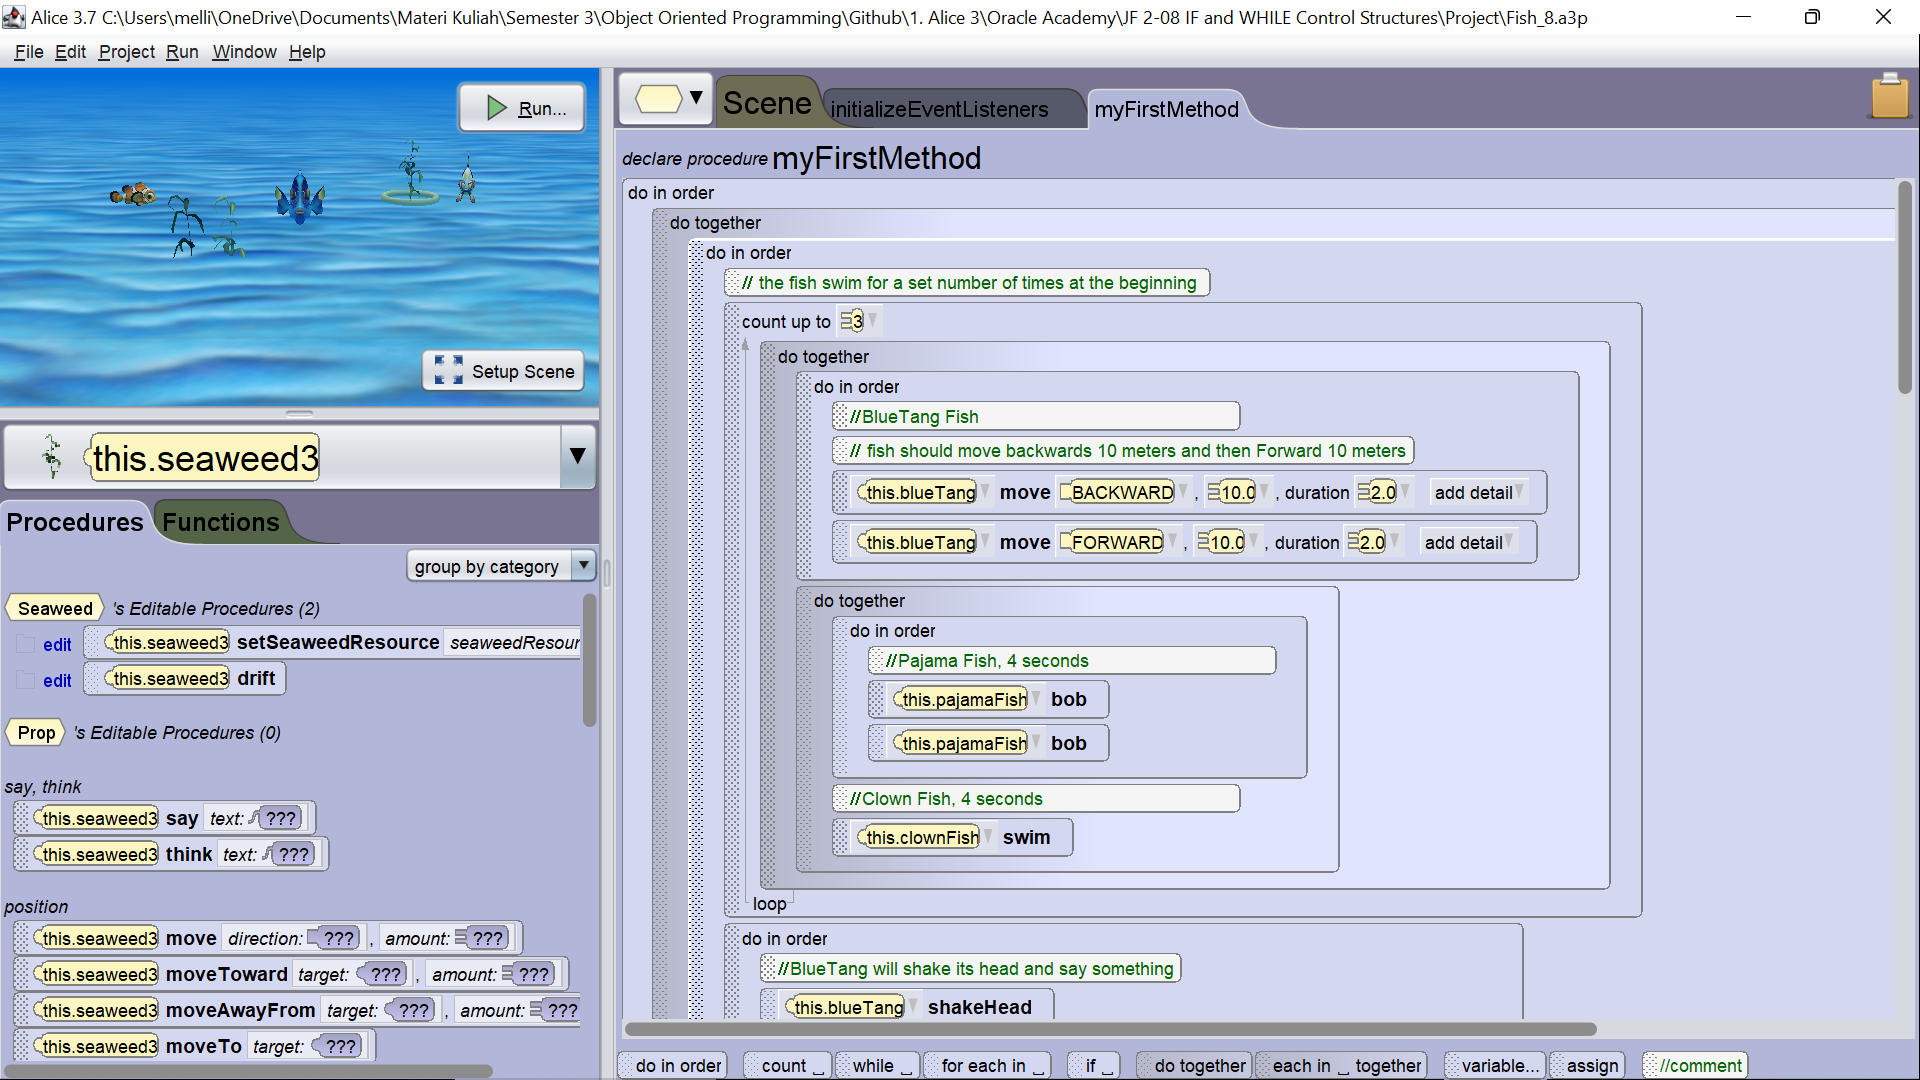 Alice 3.7 C:\Users\melli\OneDrive\Documents\Materi Kuliah\Semester 3\Object Oriented Programming\Github\1. Alice 3\Oracle Academy\JF 2-08 IF and WHILE Control Structures\Project\Fish_8.a3p
File Edit Project Run Window Help
Run...
Setup Scene
this.seaweed3
Procedures Functions
group by category
Seaweed 's Editable Procedures (2)
edit this.seaweed3 setSeaweedResource seaweedResour
edit this.seaweed3 drift
Prop 's Editable Procedures (0)
say, think
this.seaweed3 say text: ???
this.seaweed3 think text: ???
position
this.seaweed3 move direction: ??? , amount: ???
this.seaweed3 moveToward target: ??? , amount: ???
this.seaweed3 moveAwayFrom target: ??? , amount: ???
this.seaweed3 moveTo target: ???
Scene initializeEventListeners myFirstMethod
declare procedure myFirstMethod
do in order
do together
do in order
// the fish swim for a set number of times at the beginning
count up to 3
do together
do in order
//BlueTang Fish
// fish should move backwards 10 meters and then Forward 10 meters
this.blueTang move BACKWARD , 10.0 , duration 2.0 add detail
this.blueTang move FORWARD , 10.0 , duration 2.0 add detail
do together
do in order
//Pajama Fish, 4 seconds
this.pajamaFish bob
this.pajamaFish bob
//Clown Fish, 4 seconds
this.clownFish swim
loop
do in order
//BlueTang will shake its head and say something
this.blueTang shakeHead
do in order count _ while _ for each in _ if _ do together each in _ together variable... assign //comment